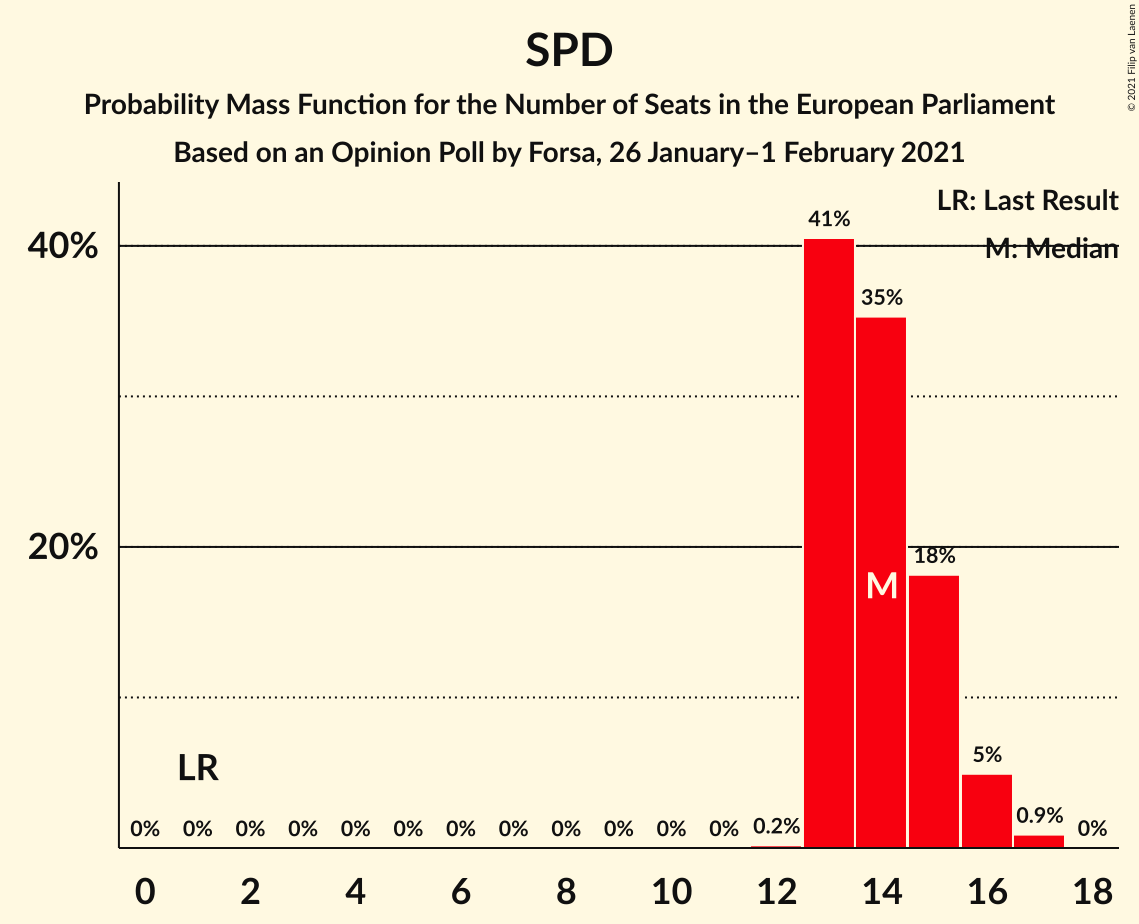 SPD
Probability Mass Function for the Number of Seats in the European Parliament
Based on an Opinion Poll by Forsa, 26 January–1 February 2021
© 2021 Filip van Laenen
LR: Last Result
M: Median
41%
40%
35%
20%
18%
M
LR
5%
0% 0% 0% 0% 0% 0% 0% 0% 0% 0% 0% 0% 0.2% 0.9% 0%
0 2 4 6 8 10 12 14 16 18